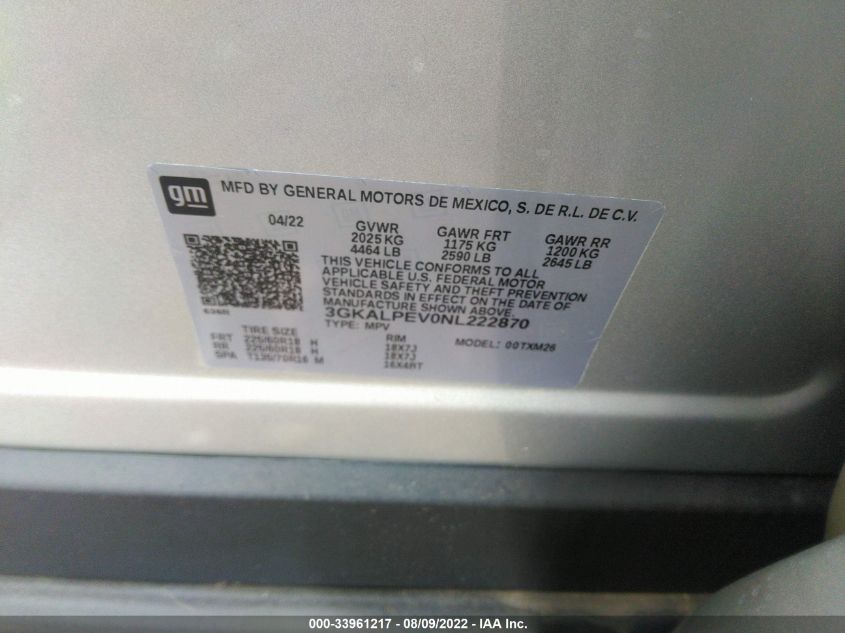 gm MFD BY GENERAL MOTORS DE MEXICO, S. DE R.L. DE C.V.
04/22 GVWR GAWR FRT GAWR RR
2025 KG 1175 KG 1200 KG
4464 LB 2590 LB 2645 LB
THIS VEHICLE CONFORMS TO ALL
APPLICABLE U.S. FEDERAL MOTOR
VEHICLE SAFETY AND THEFT PREVENTION
STANDARDS IN EFFECT ON THE DATE OF
MANUFACTURE SHOWN ABOVE.
3GKALPEV0NL222870
TYPE: MPV
TIRE SIZE RIM MODEL: 00TXM26
FRT 225/60R18 H 18X7J
RR 225/60R18 H 18X7J
SPA T125/70R16 M 16X4BT
000-33961217 - 08/09/2022 - IAA Inc.